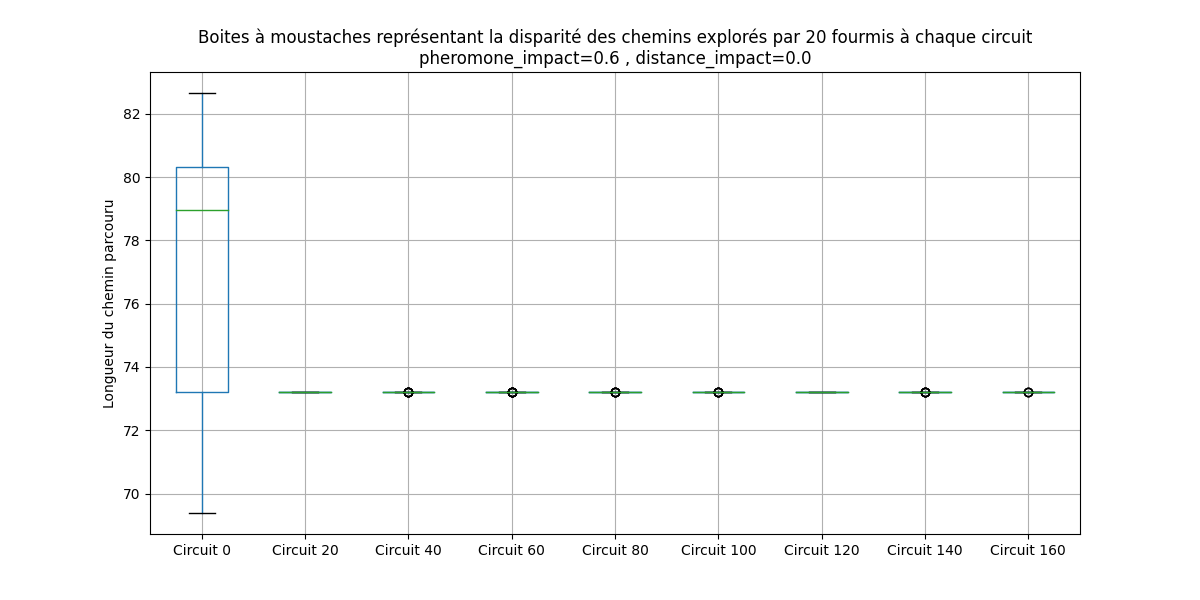 Boites à moustaches représentant la disparité des chemins explorés par 20 fourmis à chaque circuit
pheromone_impact=0.6 , distance_impact=0.0
Longueur du chemin parcouru
82
80
78
76
74
72
70
Circuit 0
Circuit 20
Circuit 40
Circuit 60
Circuit 80
Circuit 100
Circuit 120
Circuit 140
Circuit 160